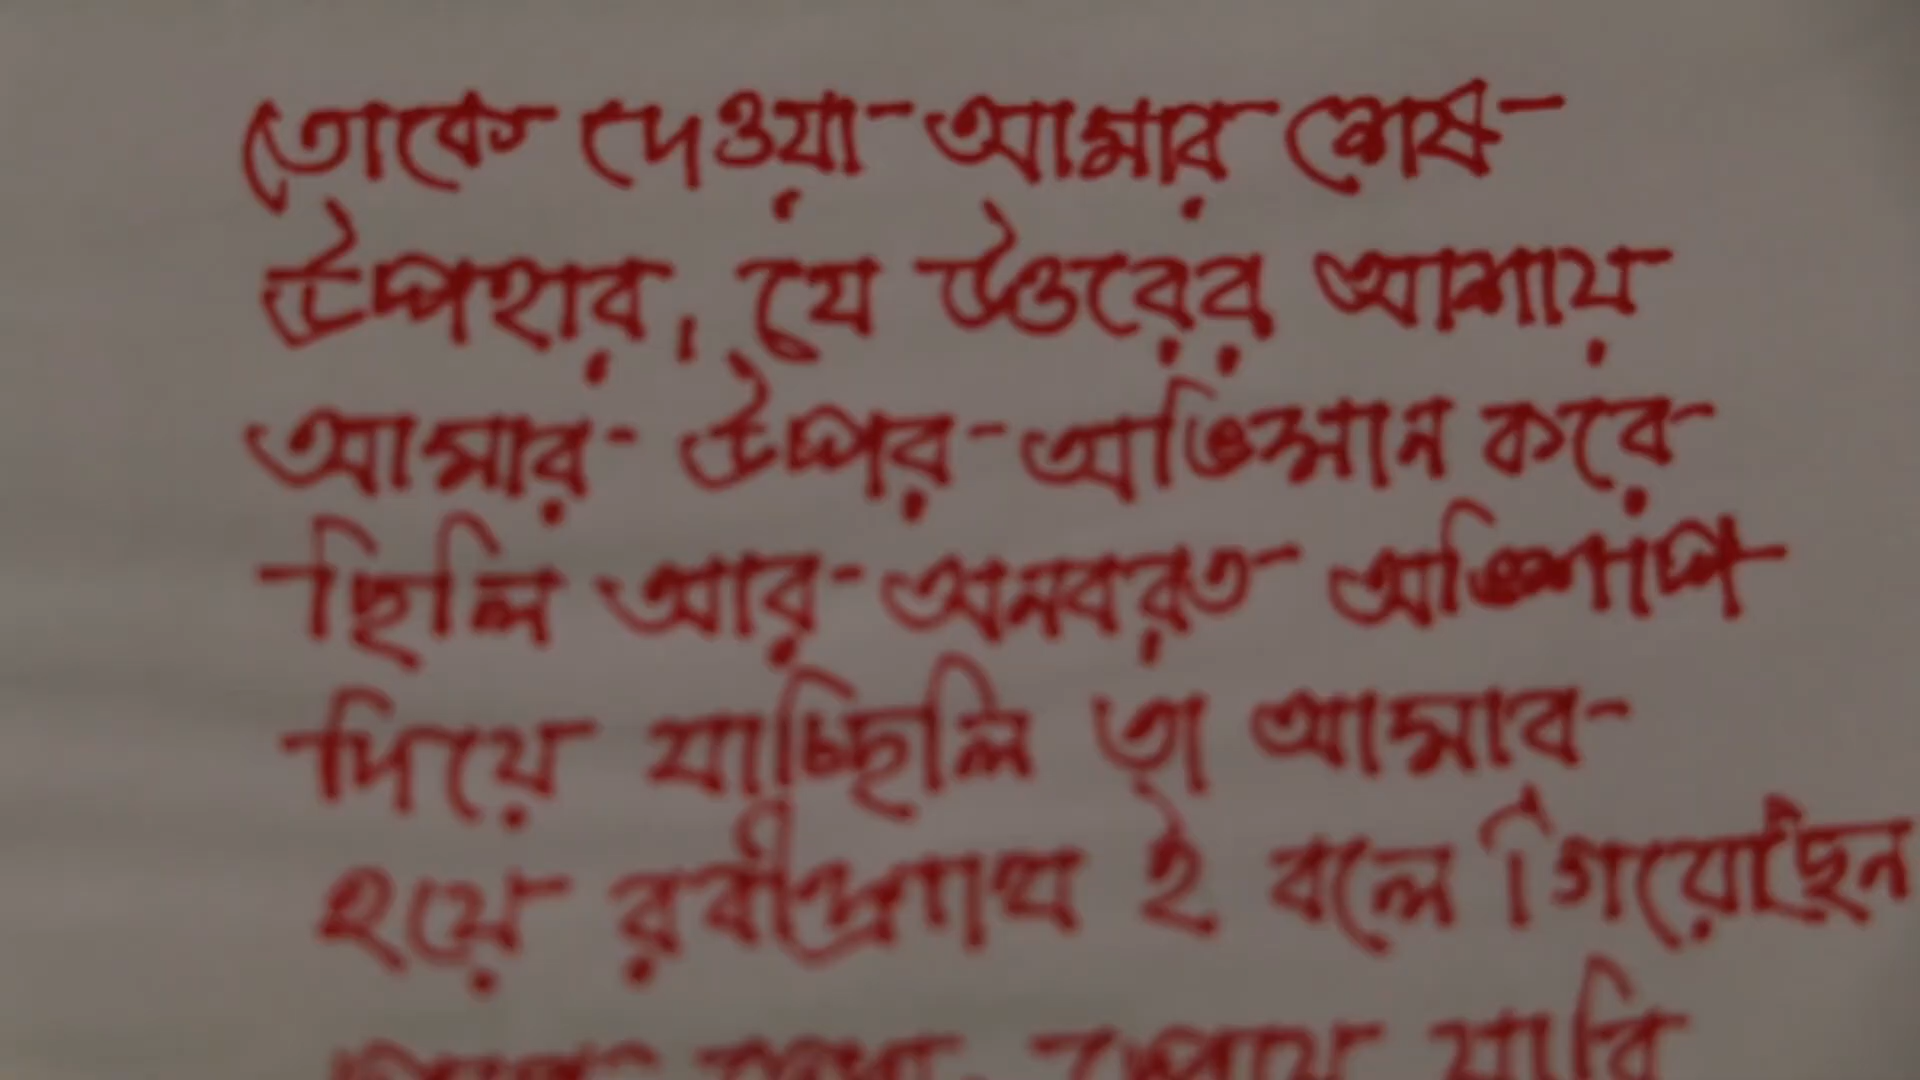 তোকে দেওয়া আমার শেষ
উপহার, যে উত্তরের আশায়
আমার উপর অভিমান করে
ছিলি আর অনবরত অভিশাপ
দিয়ে যাচ্ছিলি তা আমার
হয়ে রবীন্দ্রনাথ ই বলে গিয়েছেন